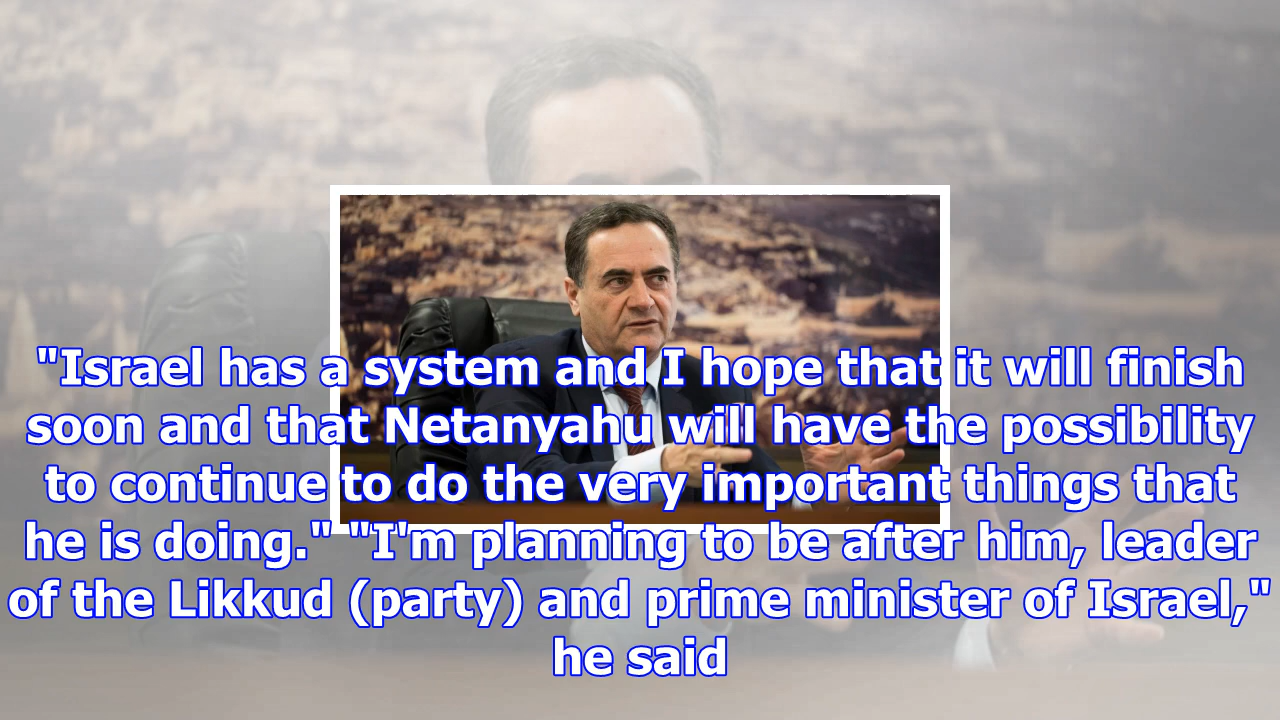 "Israel has a system and I hope that it will finish
soon and that Netanyahu will have the possibility
to continue to do the very important things that
he is doing." "I'm planning to be after him, leader
of the Likkud (party) and prime minister of Israel,"
he said